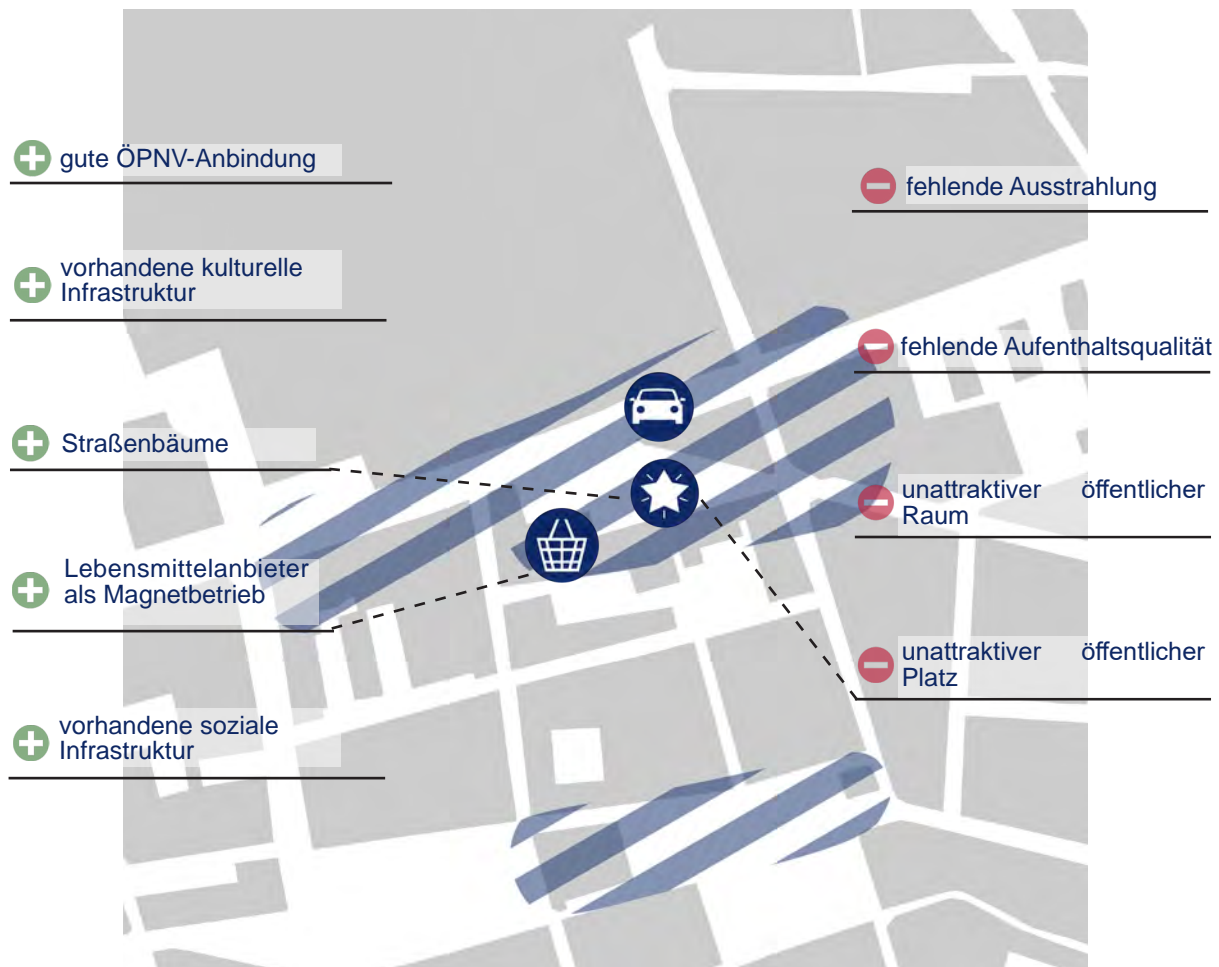 gute ÖPNV-Anbindung
vorhandene kulturelle
Infrastruktur
Straßenbäume
Lebensmittelanbieter
als Magnetbetrieb
vorhandene soziale
Infrastruktur
fehlende Ausstrahlung
fehlende Aufenthaltsqualität
unattraktiver öffentlicher
Raum
unattraktiver öffentlicher
Platz